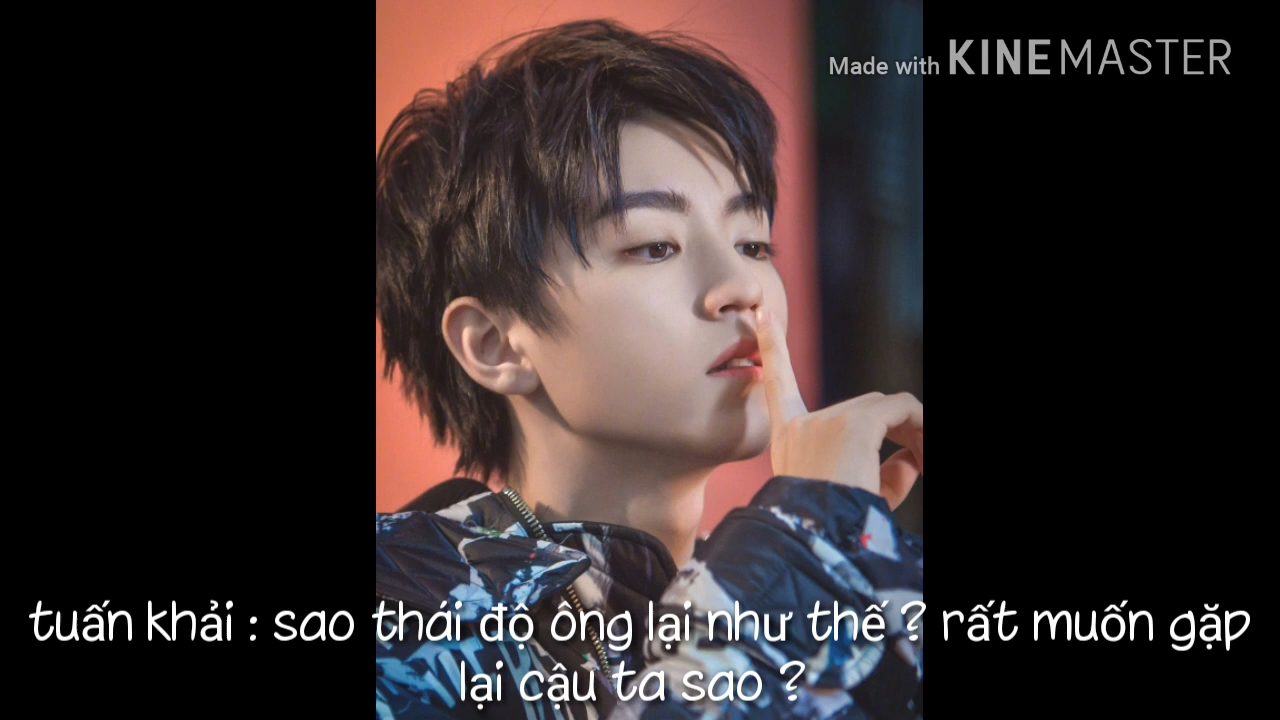 Made with KINEMASTER
tuấn khải : sao thái độ ông lại như thế ? rất muốn gặp
lại cậu ta sao ?